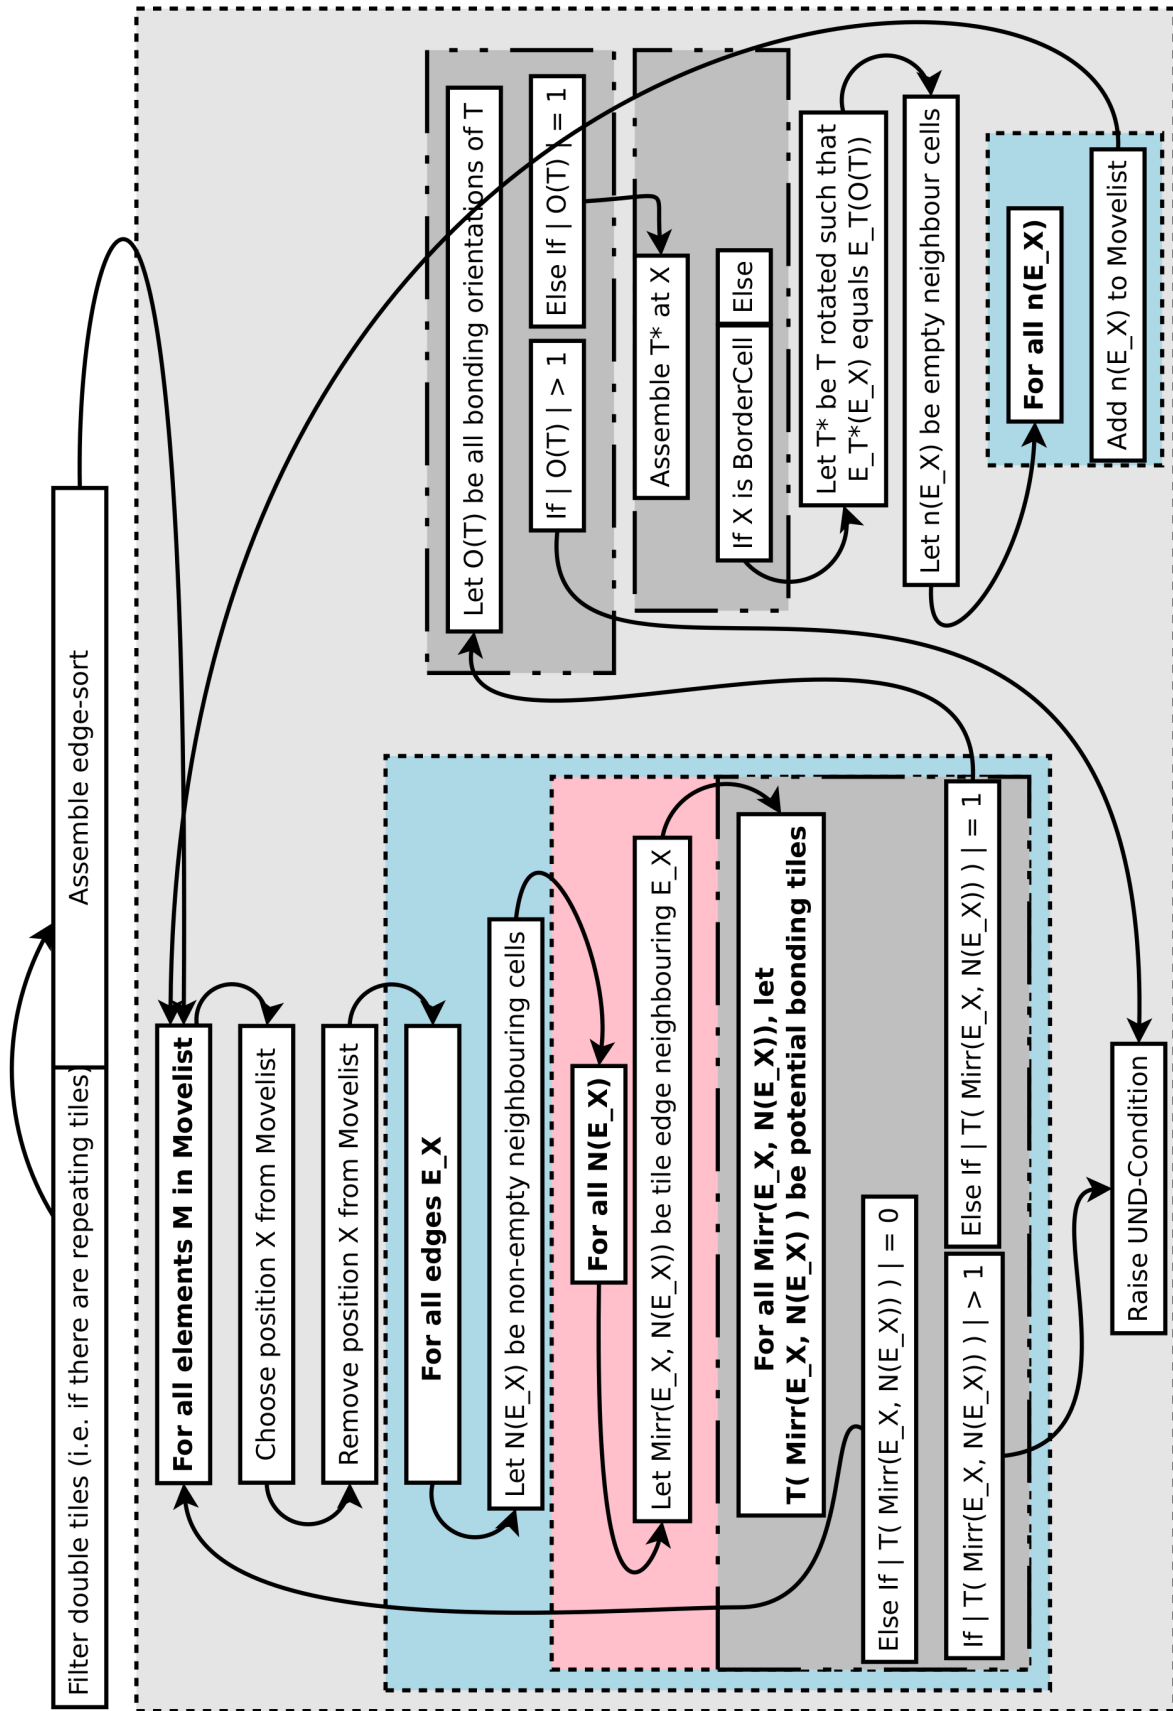 Filter double tiles (i.e. if there are repeating tiles)
Assemble edge-sort
For all elements M in Movelist
Choose position X from Movelist
Remove position X from Movelist
For all edges E_X
Let N(E_X) be non-empty neighbouring cells
For all N(E_X)
Let Mirr(E_X, N(E_X)) be tile edge neighbouring E_X
For all Mirr(E_X, N(E_X)), let
T( Mirr(E_X, N(E_X) ) be potential bonding tiles
Else If | T( Mirr(E_X, N(E_X)) ) | = 0
If | T( Mirr(E_X, N(E_X)) ) | > 1
Else If | T( Mirr(E_X, N(E_X)) ) | = 1
Raise UND-Condition
Let O(T) be all bonding orientations of T
If | O(T) | > 1
Else If | O(T) | = 1
Assemble T* at X
If X is BorderCell
Else
Let T* be T rotated such that
E_T*(E_X) equals E_T(O(T))
Let n(E_X) be empty neighbour cells
For all n(E_X)
Add n(E_X) to Movelist